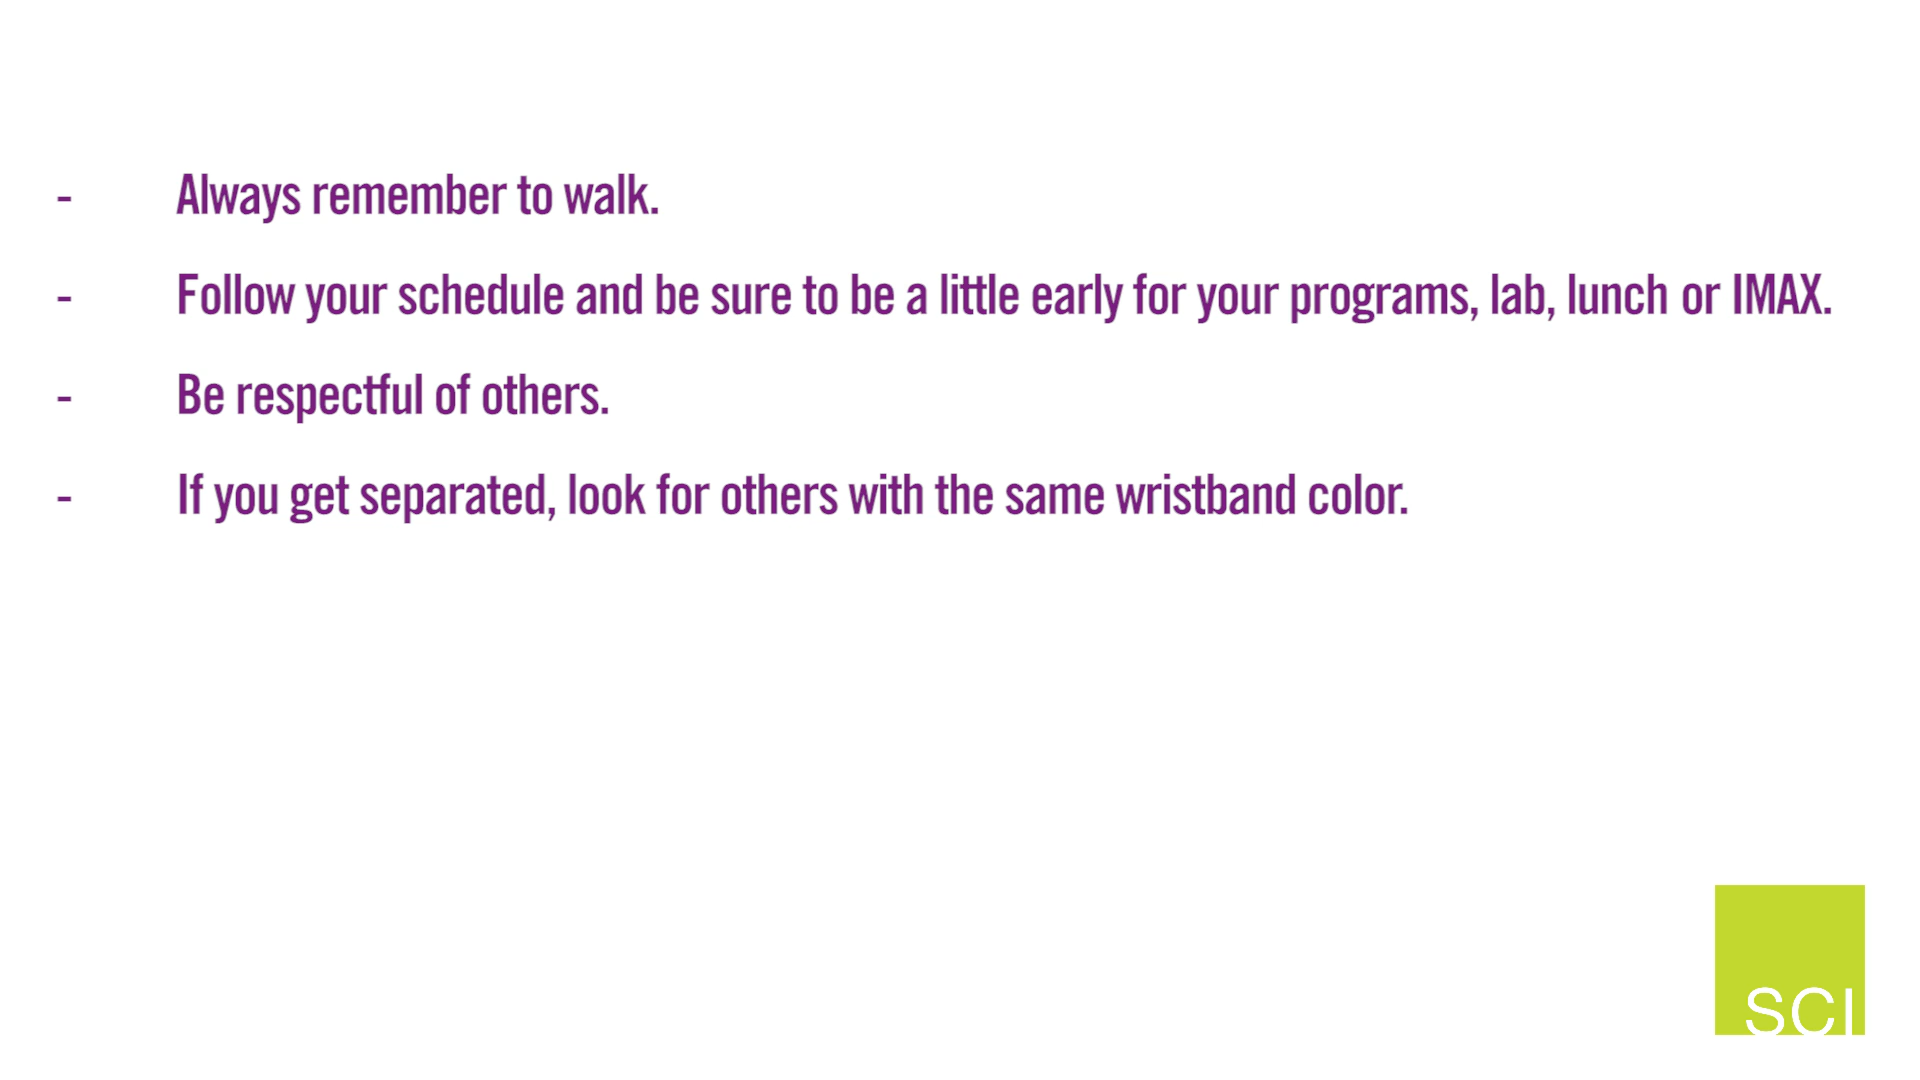 - Always remember to walk.
- Follow your schedule and be sure to be a little early for your programs, lab, lunch or IMAX.
- Be respectful of others.
- If you get separated, look for others with the same wristband color.
SCI